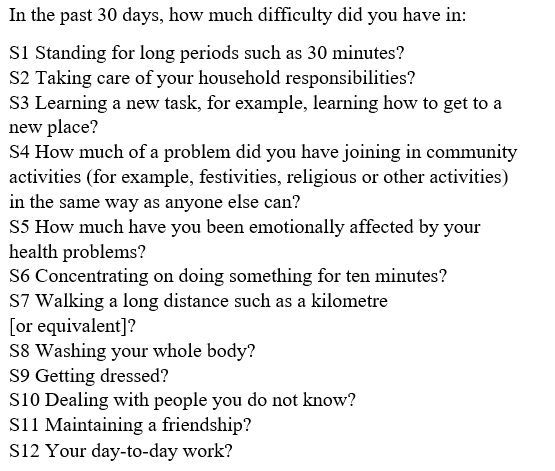 In the past 30 days, how much difficulty did you have in:
S1 Standing for long periods such as 30 minutes?
S2 Taking care of your household responsibilities?
S3 Learning a new task, for example, learning how to get to a
new place?
S4 How much of a problem did you have joining in community
activities (for example, festivities, religious or other activities)
in the same way as anyone else can?
S5 How much have you been emotionally affected by your
health problems?
S6 Concentrating on doing something for ten minutes?
S7 Walking a long distance such as a kilometre
[or equivalent]?
S8 Washing your whole body?
S9 Getting dressed?
S10 Dealing with people you do not know?
S11 Maintaining a friendship?
S12 Your day-to-day work?